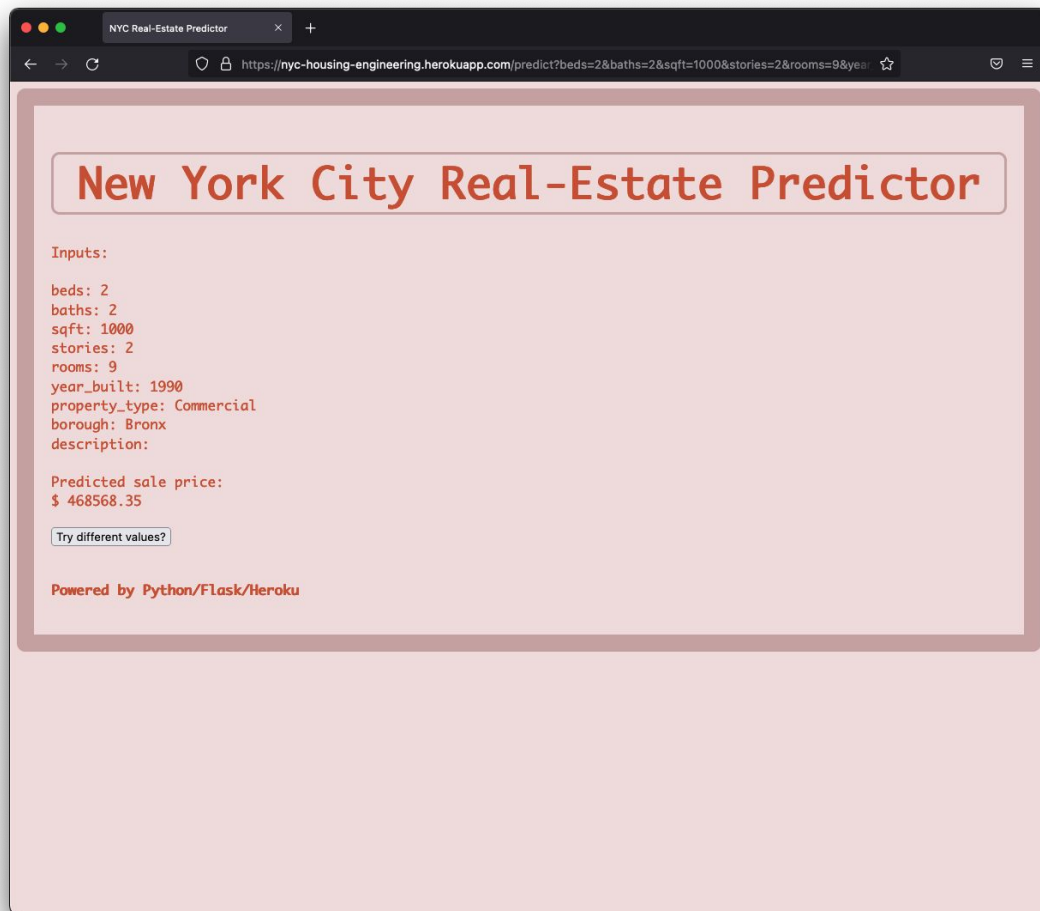 NYC Real-Estate Predictor
https://nyc-housing-engineering.herokuapp.com/predict?beds=2&baths=2&sqft=1000&stories=2&rooms=9&year
New York City Real-Estate Predictor
Inputs:
beds: 2
baths: 2
sqft: 1000
stories: 2
rooms: 9
year_built: 1990
property_type: Commercial
borough: Bronx
description:
Predicted sale price:
$ 468568.35
Try different values?
Powered by Python/Flask/Heroku